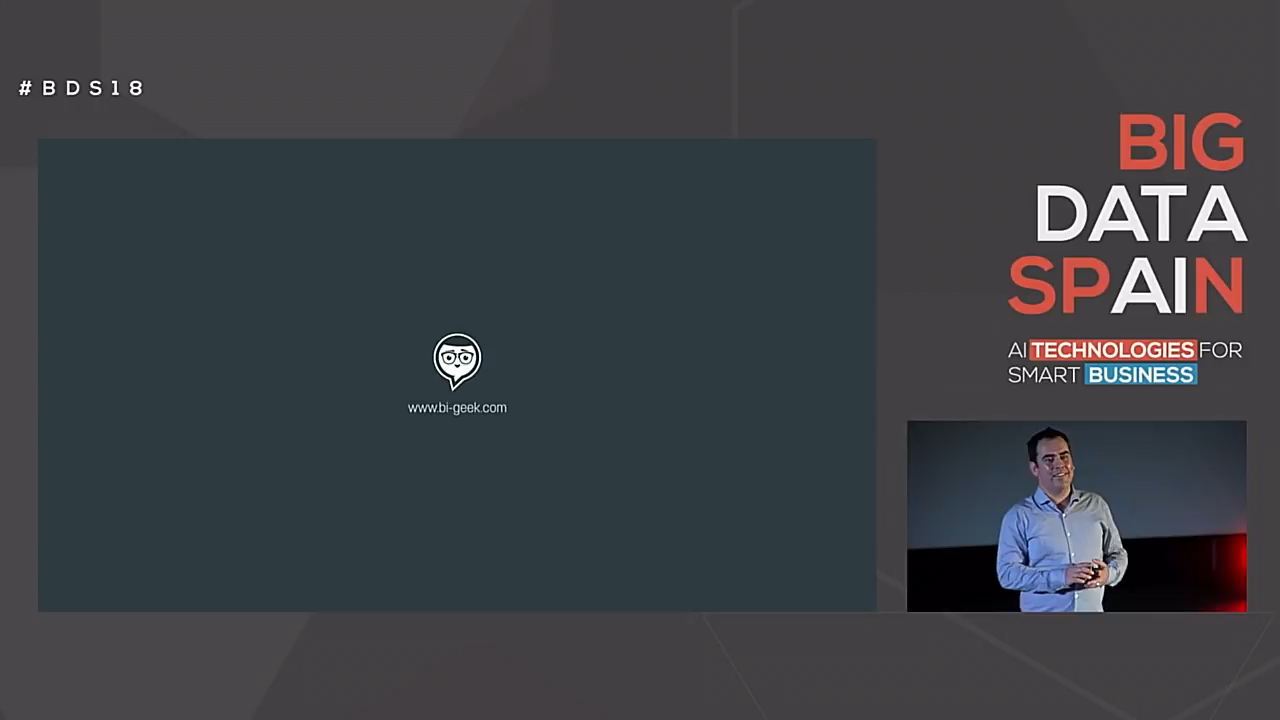 #BDS18
www.bi-geek.com
BIG
DATA
SPAIN
AI TECHNOLOGIES FOR
SMART BUSINESS